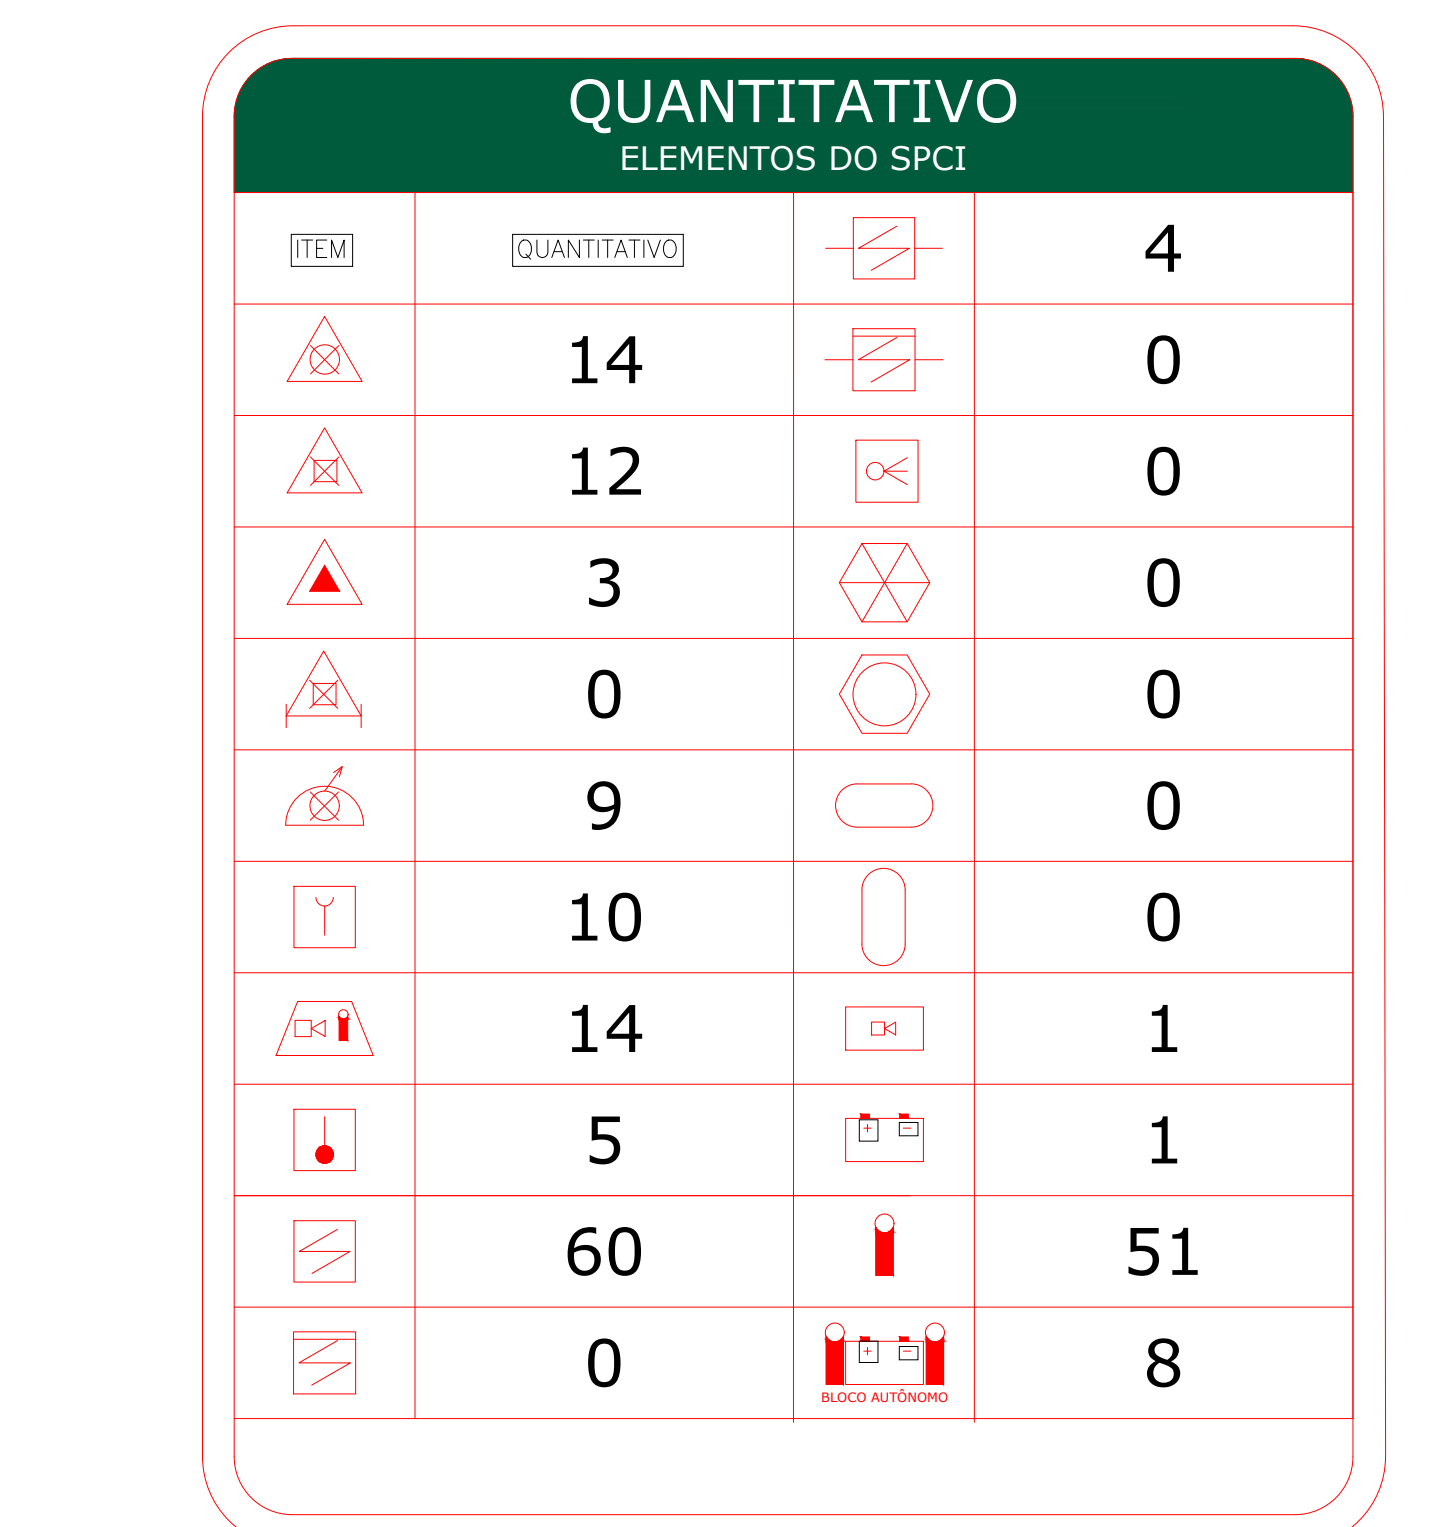 QUANTITATIVO
ELEMENTOS DO SPCI
ITEM QUANTITATIVO 4
14 0
12 0
3 0
0 0
9 0
10 0
14 1
5 + - 1
60 51
0 + - 8
BLOCO AUTÔNOMO